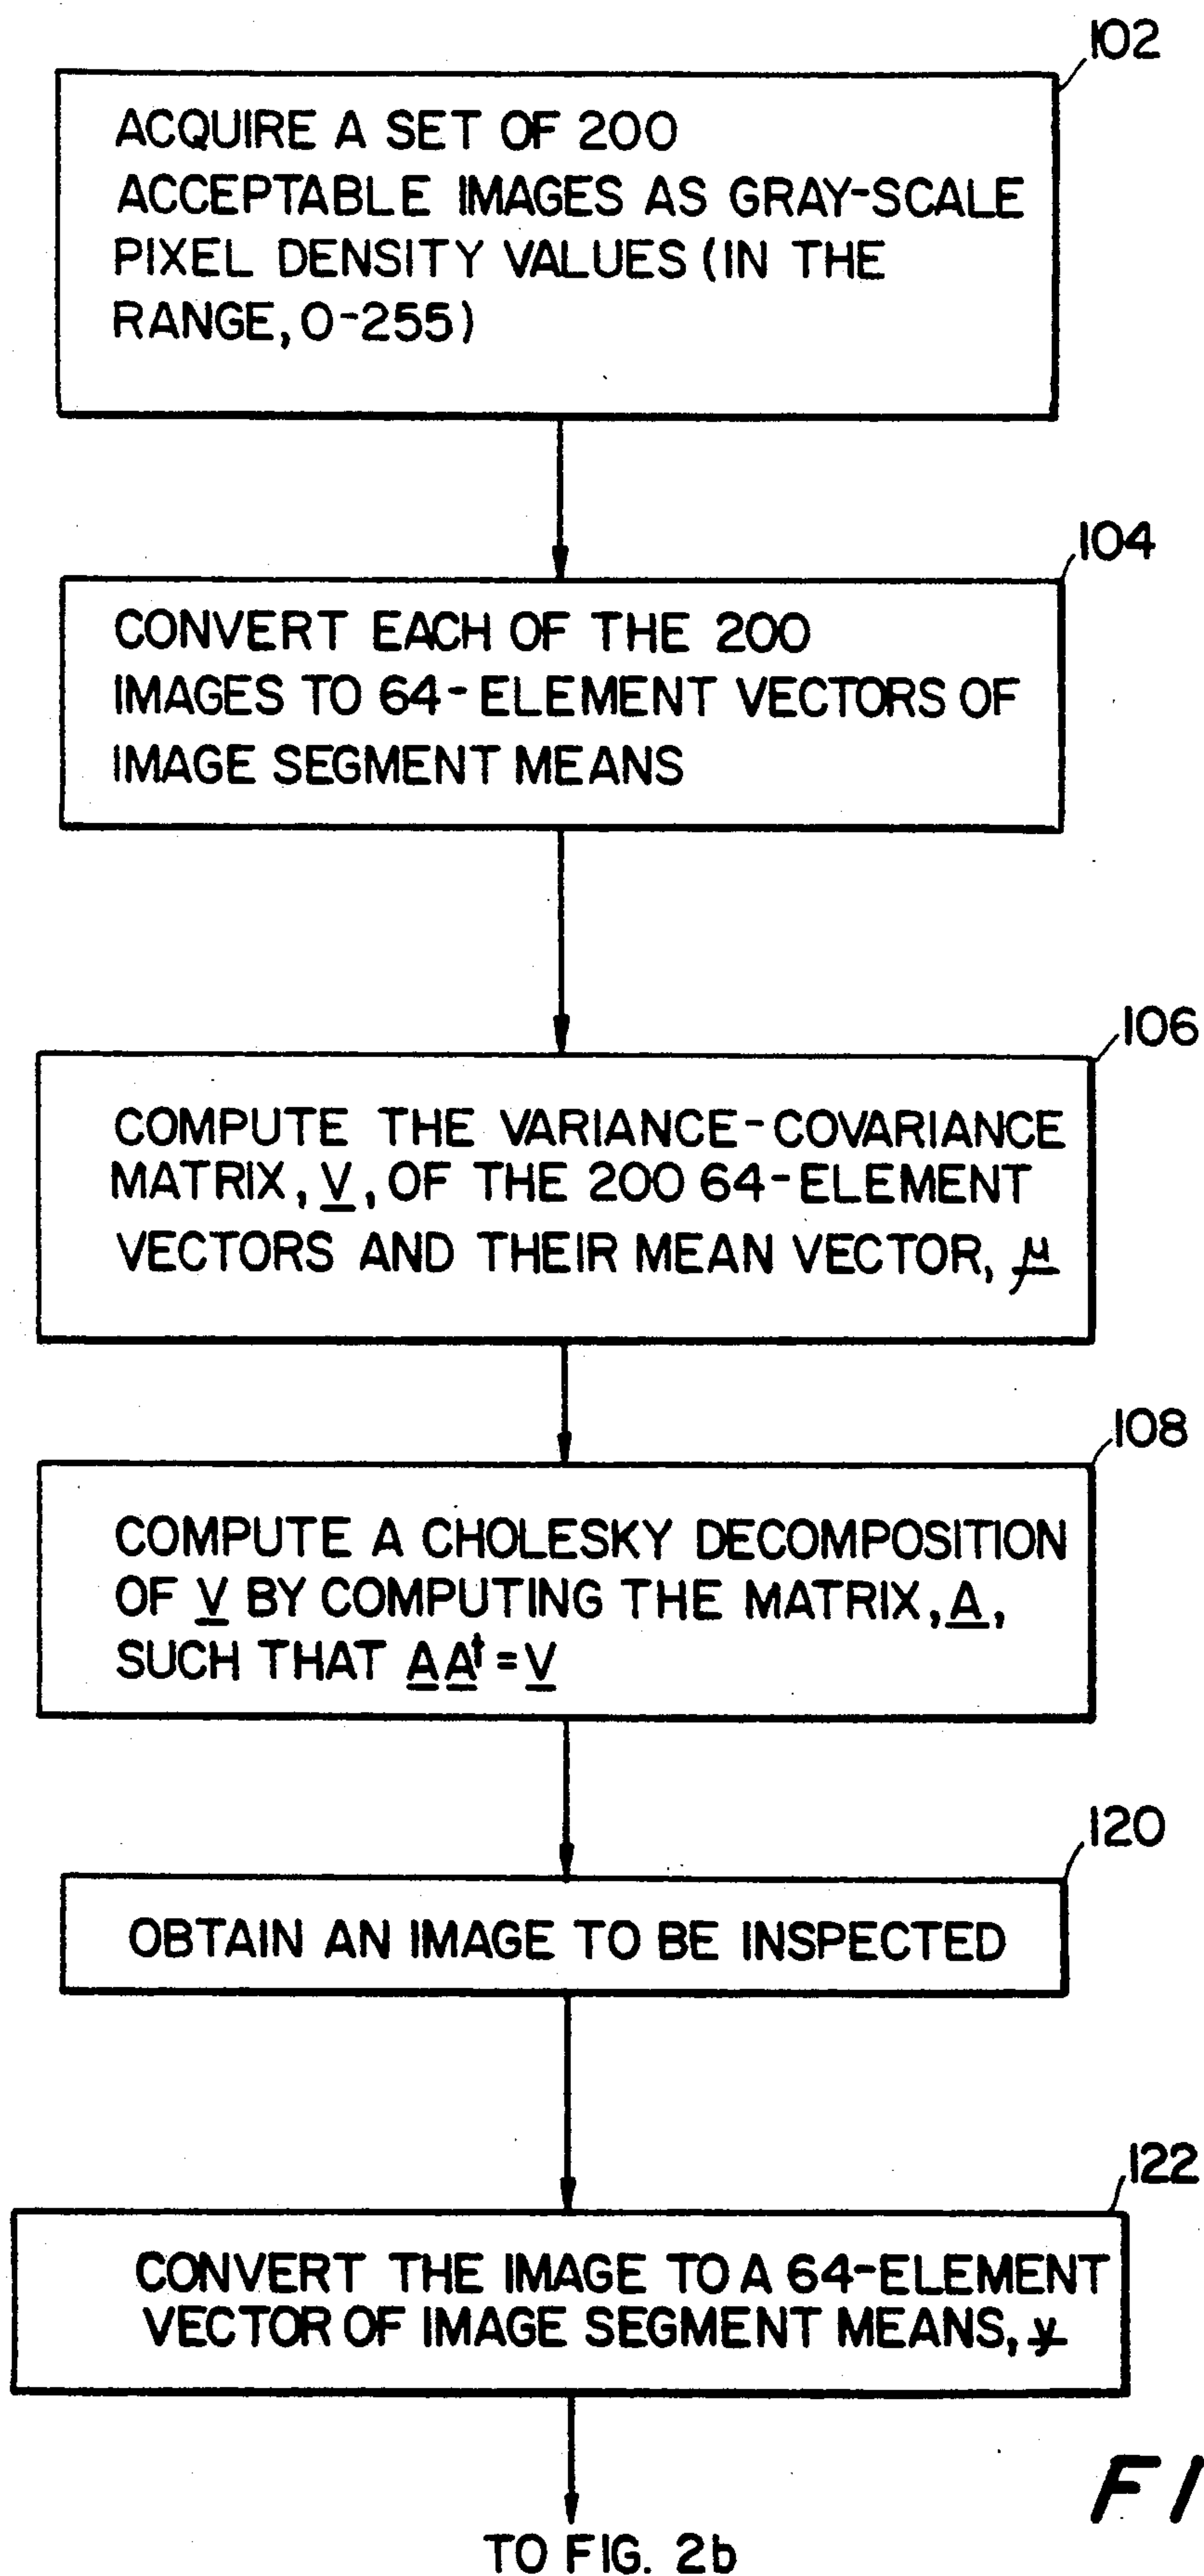 102
ACQUIRE A SET OF 200
ACCEPTABLE IMAGES AS GRAY-SCALE
PIXEL DENSITY VALUES (IN THE
RANGE, 0-255)
104
CONVERT EACH OF THE 200
IMAGES TO 64-ELEMENT VECTORS OF
IMAGE SEGMENT MEANS
106
COMPUTE THE VARIANCE-COVARIANCE
MATRIX, V, OF THE 200 64-ELEMENT
VECTORS AND THEIR MEAN VECTOR, μ
108
COMPUTE A CHOLESKY DECOMPOSITION
OF V BY COMPUTING THE MATRIX, A,
SUCH THAT A Aᵗ = V
120
OBTAIN AN IMAGE TO BE INSPECTED
122
CONVERT THE IMAGE TO A 64-ELEMENT
VECTOR OF IMAGE SEGMENT MEANS, y
FI
TO FIG. 2b